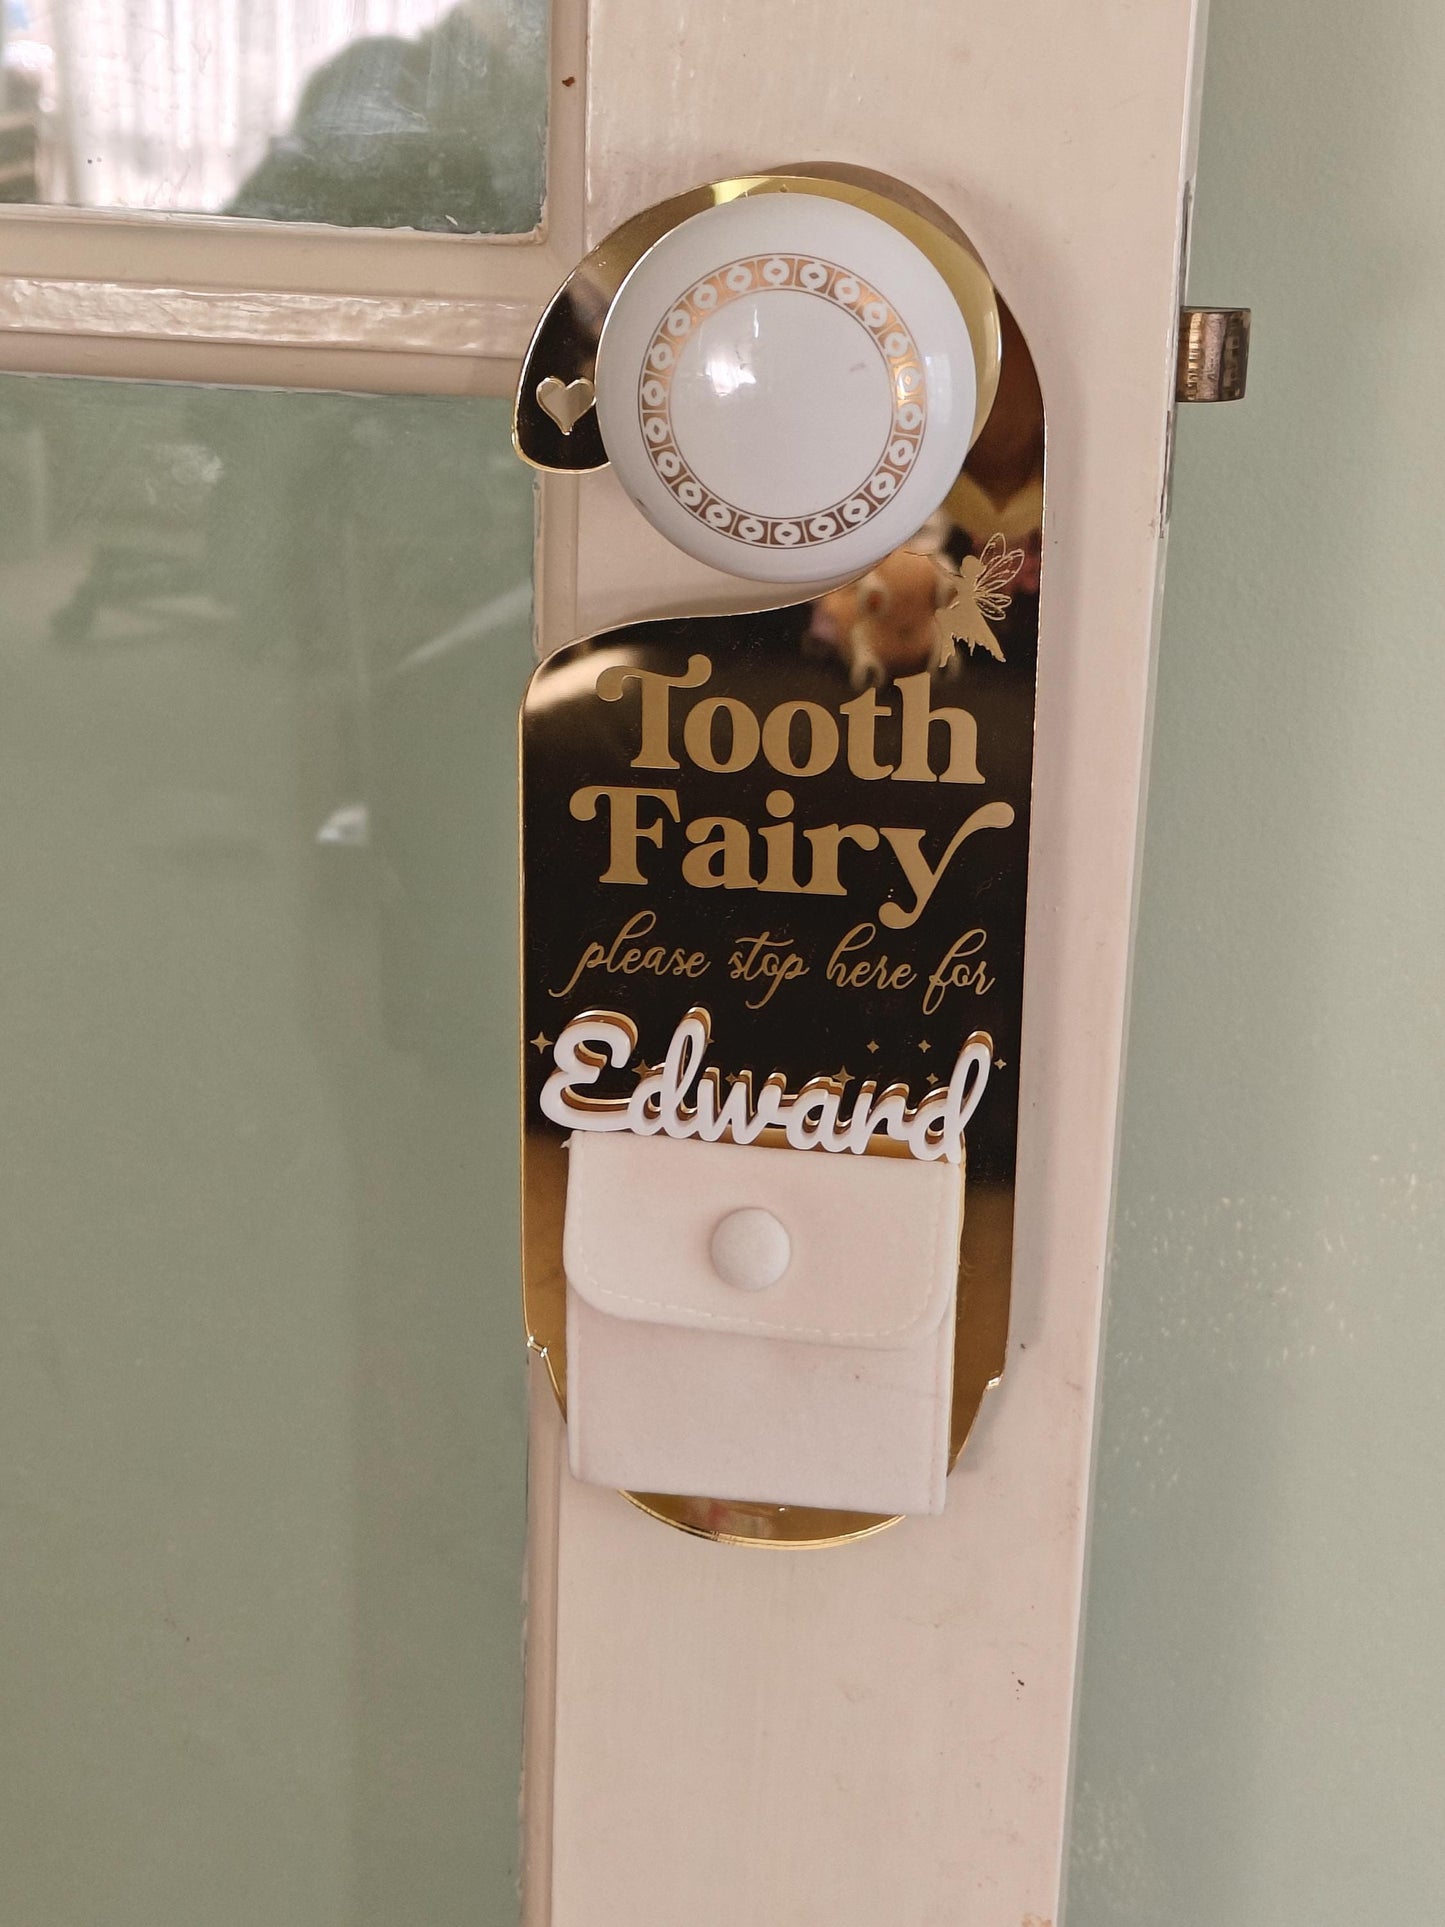 Tooth
Fairy
please stop here for
Edward